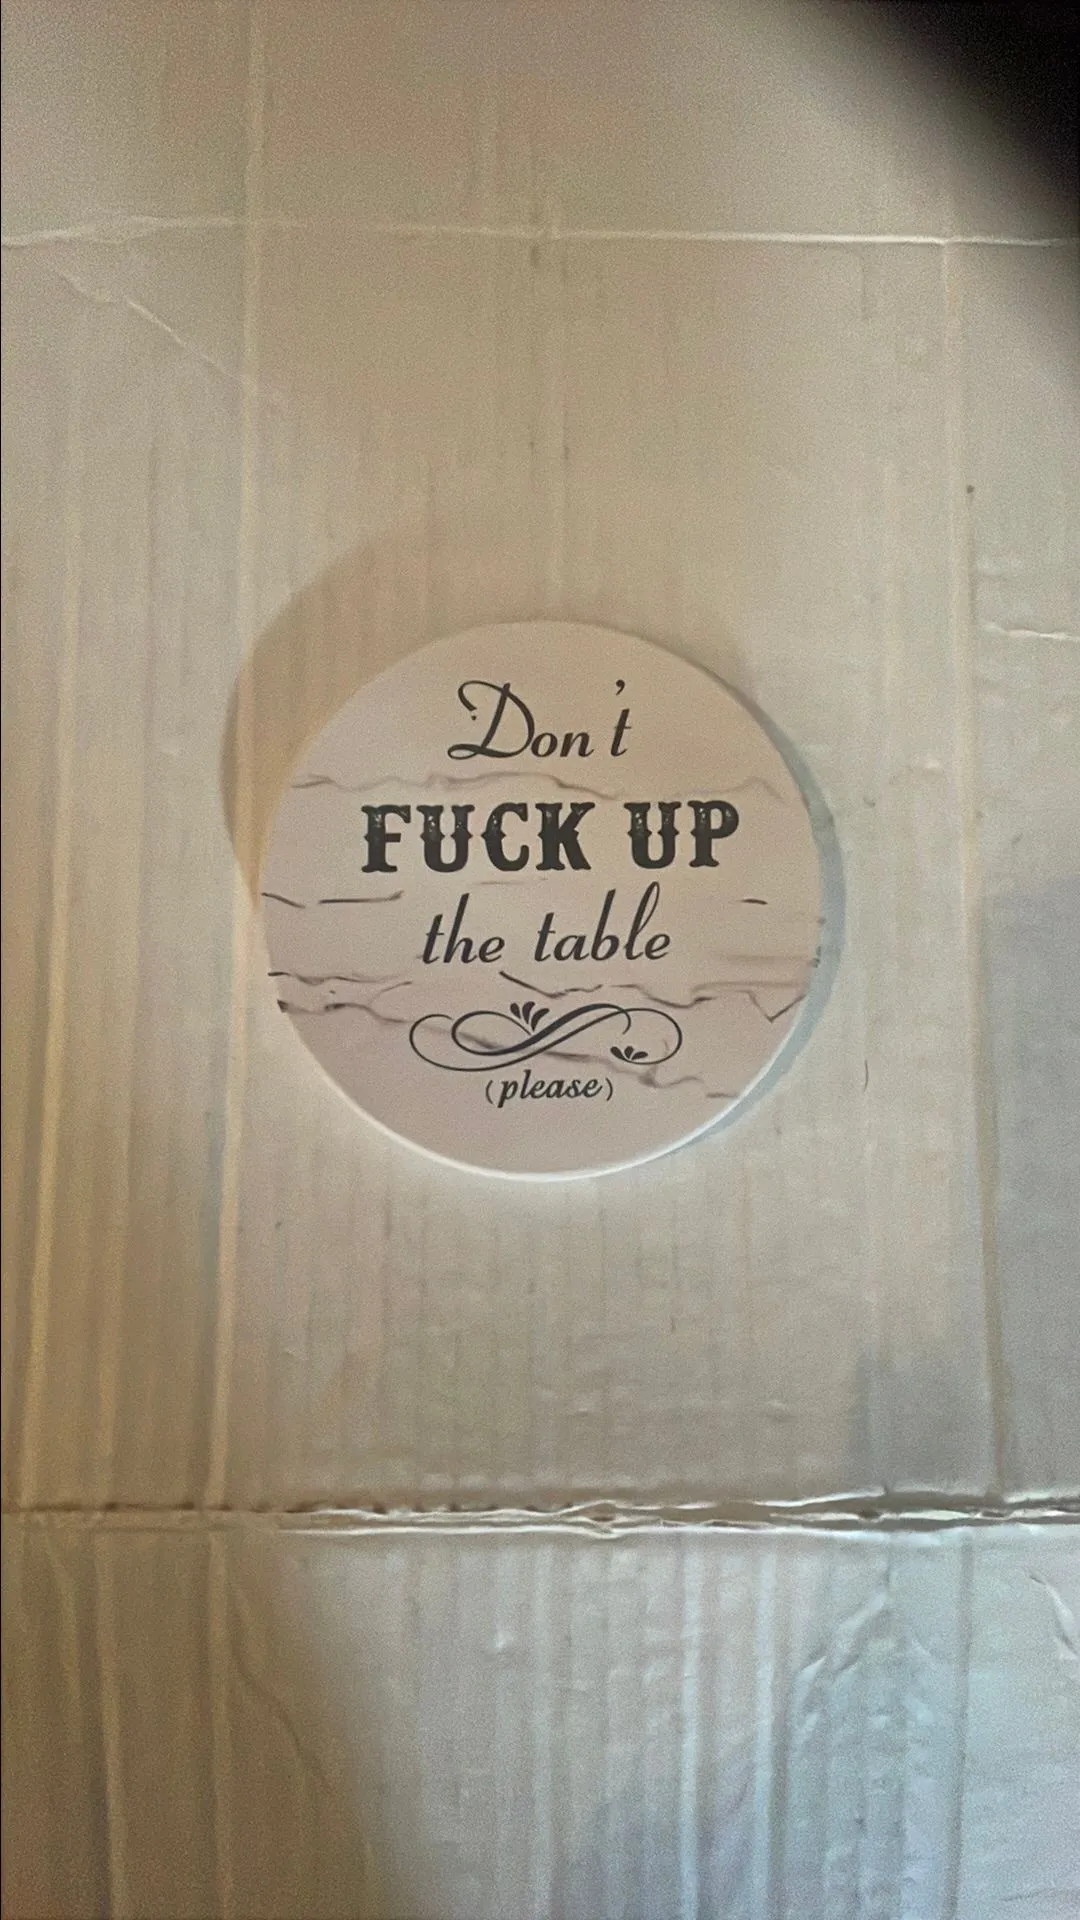 Don't
FUCK UP
the table
(please)